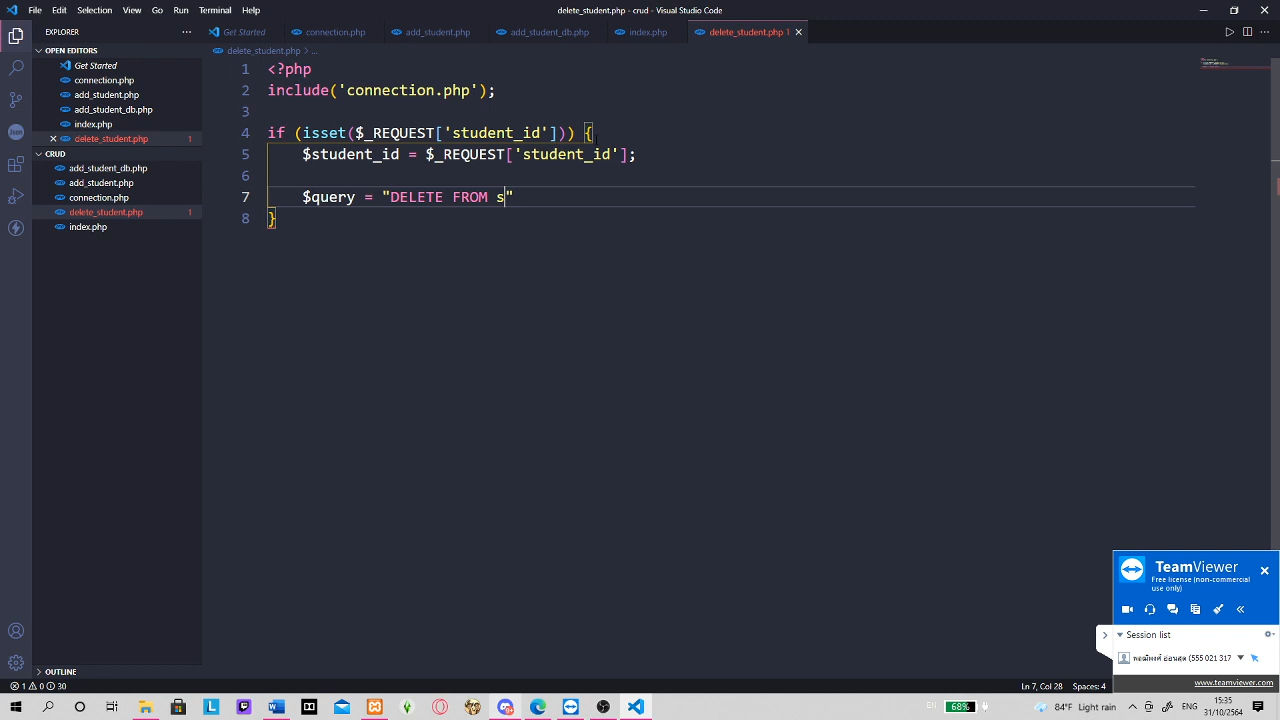 File Edit Selection View Go Run Terminal Help
delete_student.php - crud - Visual Studio Code
EXPLORER
Get Started connection.php add_student.php add_student_db.php index.php delete_student.php 1
OPEN EDITORS
delete_student.php > ...
Get Started
connection.php
add_student.php
add_student_db.php
index.php
delete_student.php 1
CRUD
add_student_db.php
add_student.php
connection.php
delete_student.php 1
index.php
OUTLINE
1 <?php
2 include('connection.php');
3
4 if (isset($_REQUEST['student_id'])) {
5 $student_id = $_REQUEST['student_id'];
6
7 $query = "DELETE FROM s"
8 }
TeamViewer
Free license (non-commercial
use only)
Session list
(555 021 317
www.teamviewer.com
1 0 30
Ln 7, Col 28 Spaces: 4
EN 68% 84°F Light rain ENG 15:35
31/10/2564